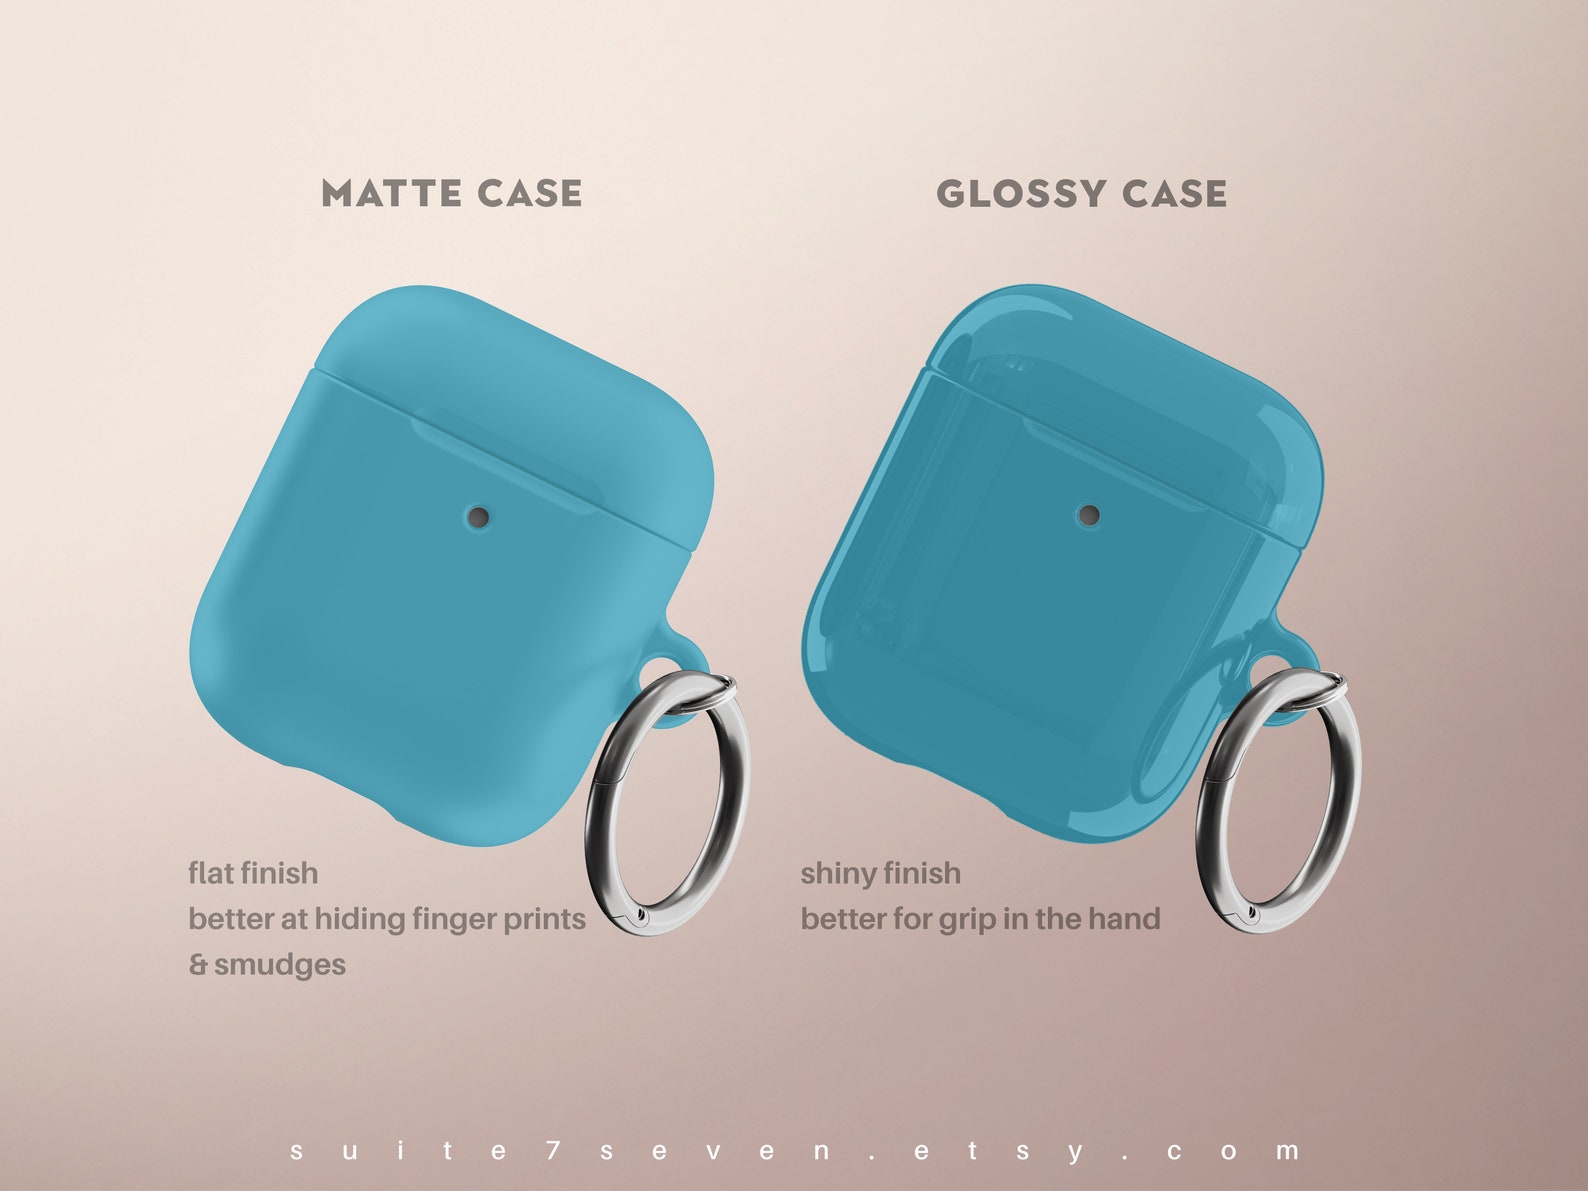 MATTE CASE
GLOSSY CASE
flat finish
better at hiding finger prints
& smudges
shiny finish
better for grip in the hand
suite7seven.etsy.com